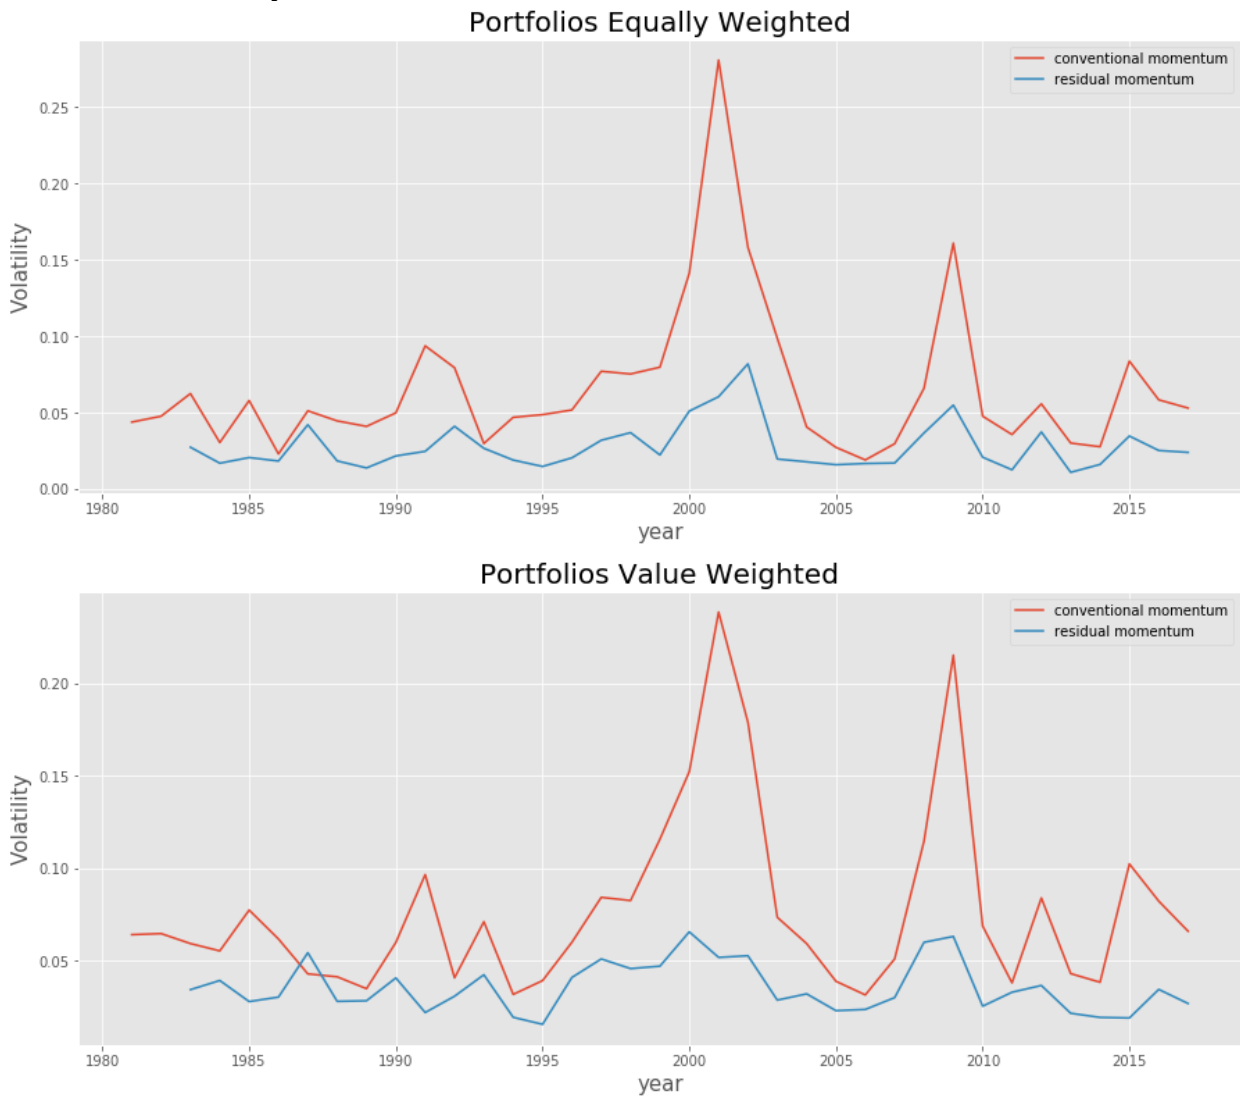 Portfolios Equally Weighted
conventional momentum
residual momentum
Volatility
0.25
0.20
0.15
0.10
0.05
0.00
1980 1985 1990 1995 2000 2005 2010 2015
year
Portfolios Value Weighted
conventional momentum
residual momentum
Volatility
0.20
0.15
0.10
0.05
1980 1985 1990 1995 2000 2005 2010 2015
year